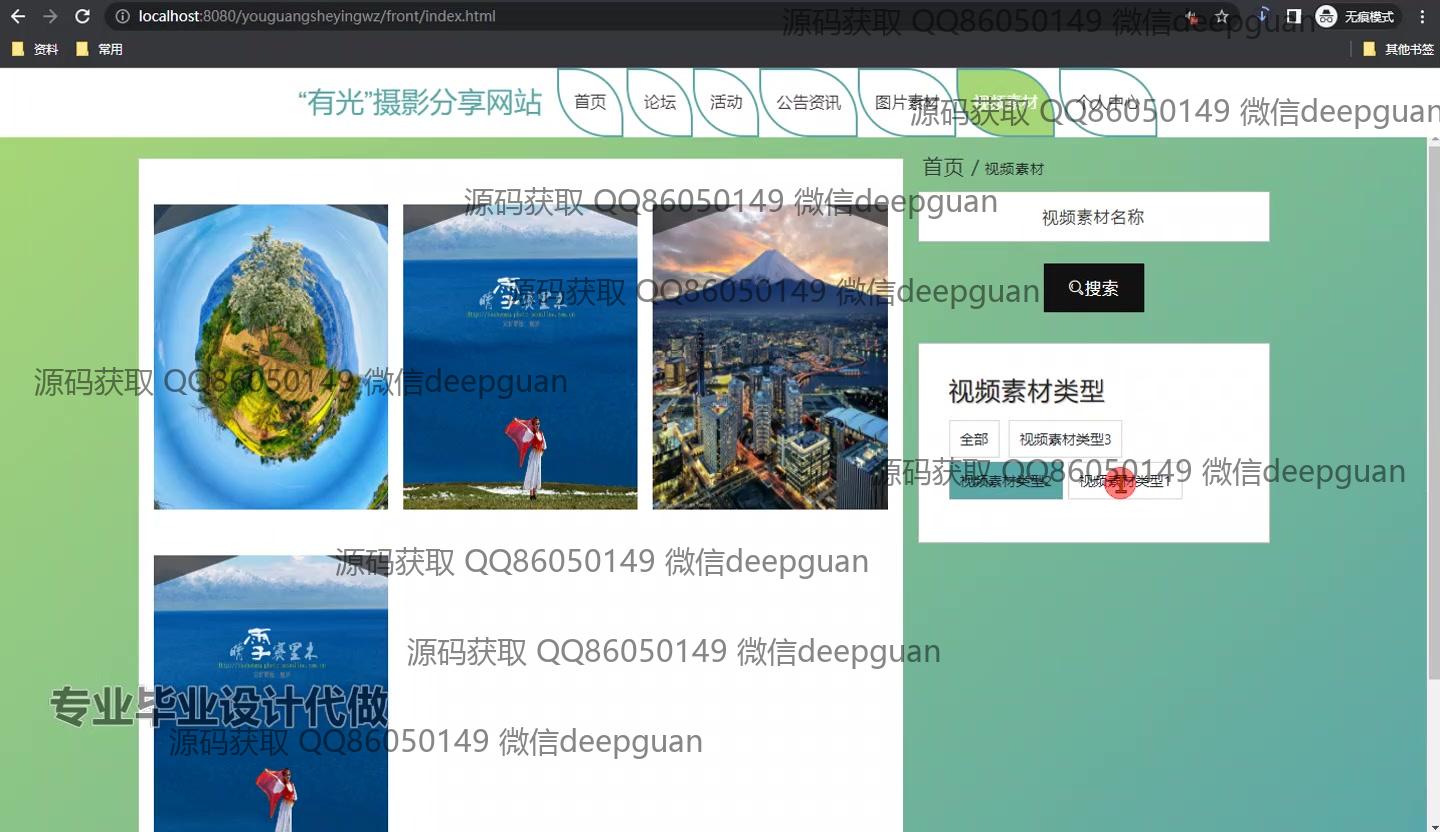 localhost:8080/youguangsheyingwz/front/index.html
无痕模式
源码获取 QQ86050149 微信deepguan
资料
常用
其他书签
“有光”摄影分享网站
首页
论坛
活动
公告资讯
图片素材
视频素材
个人中心
源码获取 QQ86050149 微信deepguan
首页 / 视频素材
源码获取 QQ86050149 微信deepguan
视频素材名称
源码获取 QQ86050149 微信deepguan
搜索
源码获取 QQ86050149 微信deepguan
视频素材类型
全部
视频素材类型3
源码获取 QQ86050149 微信deepguan
视频素材类型2
视频素材类型1
源码获取 QQ86050149 微信deepguan
源码获取 QQ86050149 微信deepguan
专业毕业设计代做
源码获取 QQ86050149 微信deepguan